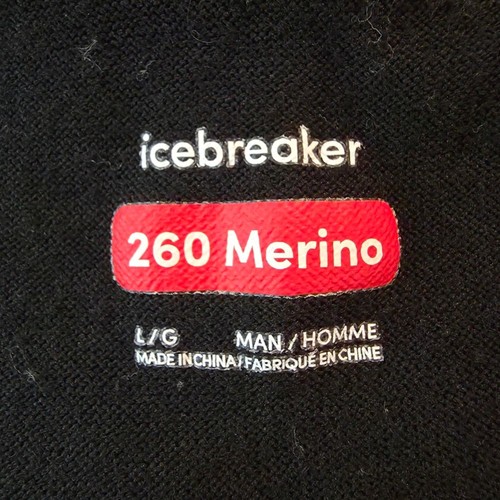 icebreaker
260 Merino
L/G MAN / HOMME
MADE IN CHINA / FABRIQUÉ EN CHINE